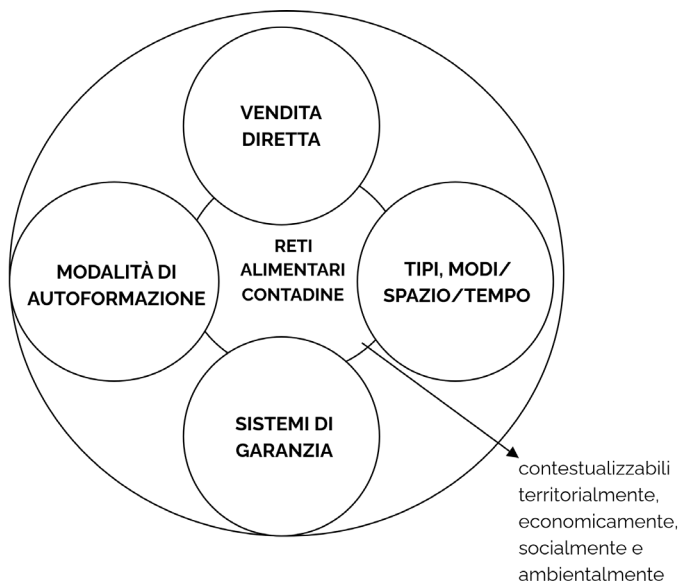 VENDITA
DIRETTA
RETI
ALIMENTARI
CONTADINE
MODALITÀ DI
AUTOFORMAZIONE
TIPI, MODI/
SPAZIO/TEMPO
SISTEMI DI
GARANZIA
contestualizzabili
territorialmente,
economicamente,
socialmente e
ambientalmente